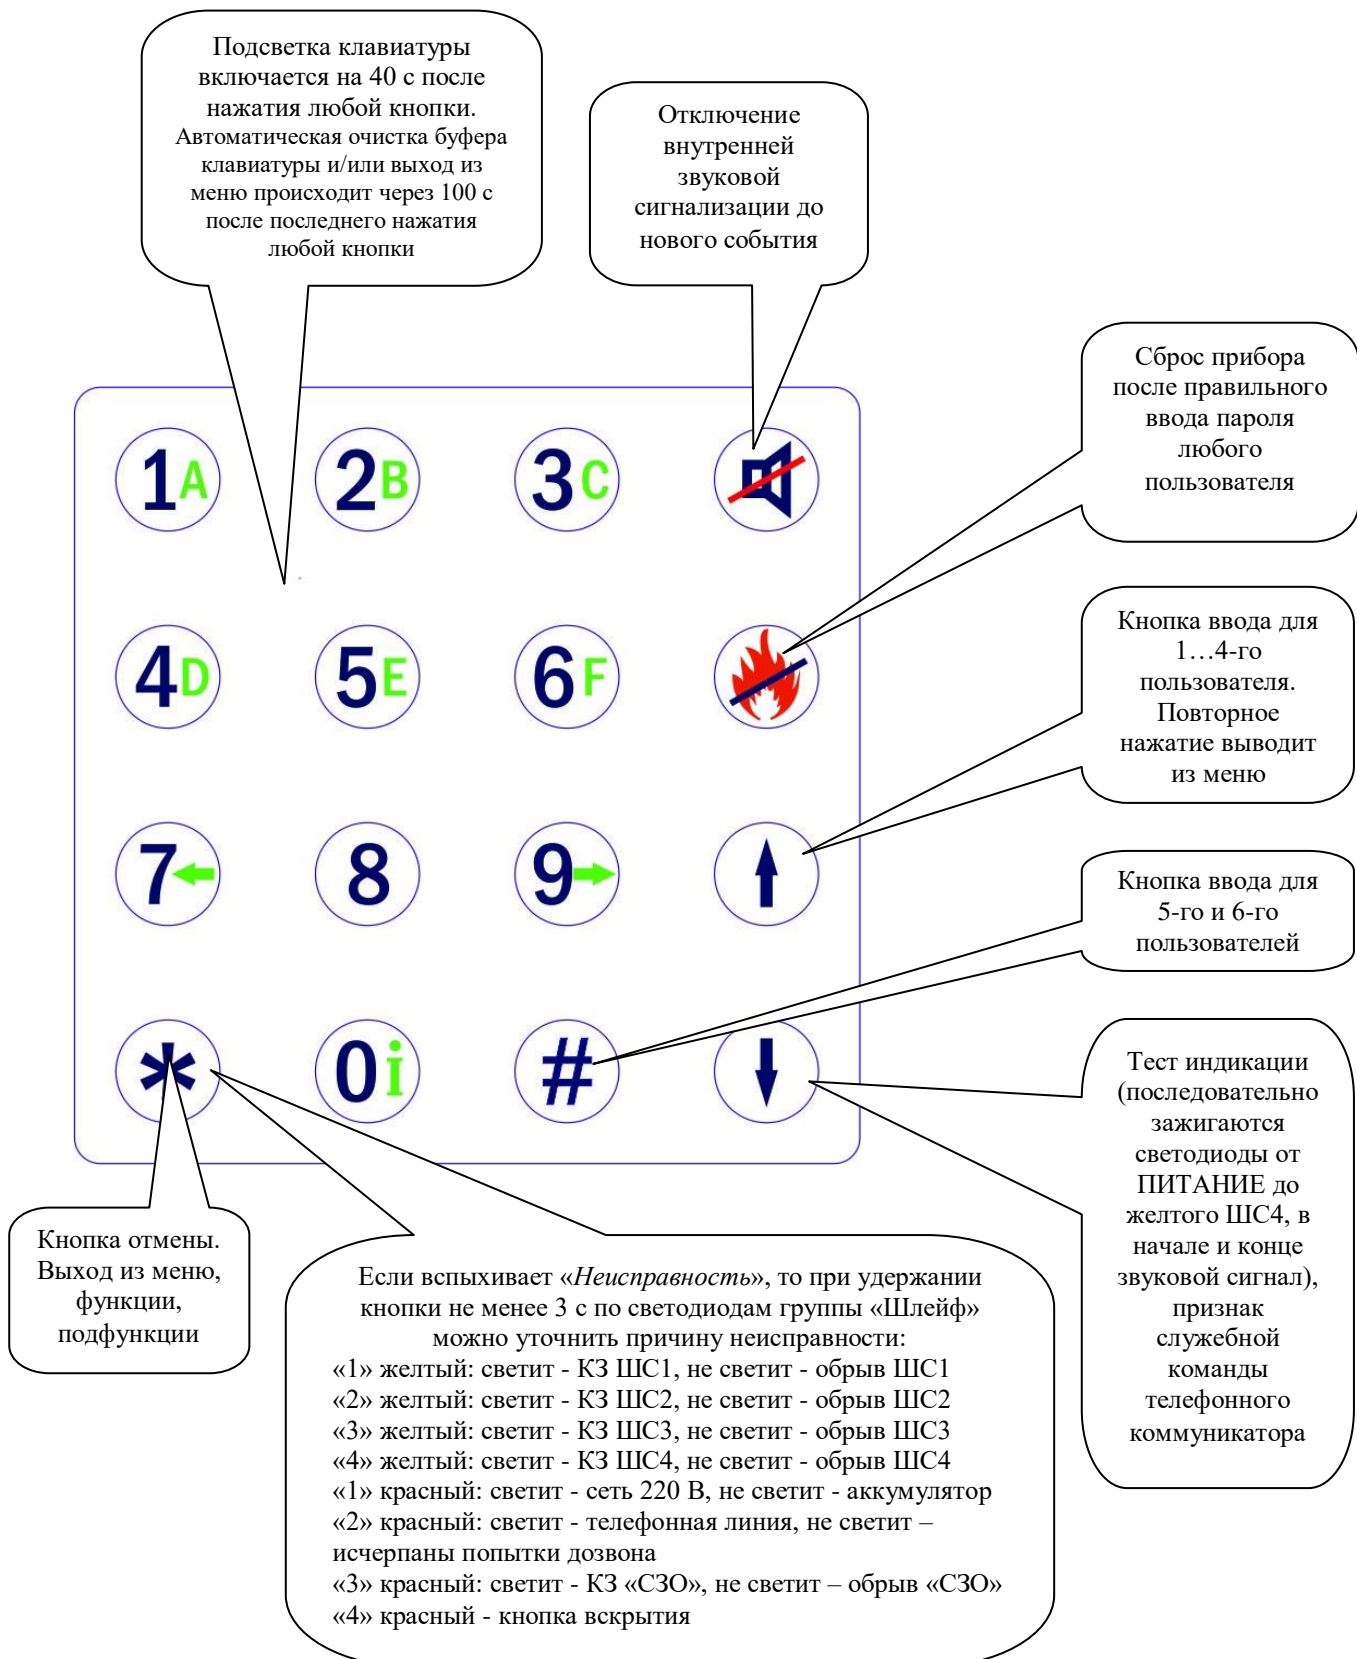 Подсветка клавиатуры
включается на 40 с после
нажатия любой кнопки.
Автоматическая очистка буфера
клавиатуры и/или выход из
меню происходит через 100 с
после последнего нажатия
любой кнопки
Отключение
внутренней
звуковой
сигнализации до
нового события
Сброс прибора
после правильного
ввода пароля
любого
пользователя
1A 2B 3C
4D 5E 6F
Кнопка ввода для
1…4-го
пользователя.
Повторное
нажатие выводит
из меню
7← 8 9→ ↑
Кнопка ввода для
5-го и 6-го
пользователей
* 0i # ↓
Тест индикации
(последовательно
зажигаются
светодиоды от
ПИТАНИЕ до
желтого ШС4, в
начале и конце
звуковой сигнал),
признак
служебной
команды
телефонного
коммуникатора
Кнопка отмены.
Выход из меню,
функции,
подфункции
Если вспыхивает «Неисправность», то при удержании
кнопки не менее 3 с по светодиодам группы «Шлейф»
можно уточнить причину неисправности:
«1» желтый: светит - КЗ ШС1, не светит - обрыв ШС1
«2» желтый: светит - КЗ ШС2, не светит - обрыв ШС2
«3» желтый: светит - КЗ ШС3, не светит - обрыв ШС3
«4» желтый: светит - КЗ ШС4, не светит - обрыв ШС4
«1» красный: светит - сеть 220 В, не светит - аккумулятор
«2» красный: светит - телефонная линия, не светит –
исчерпаны попытки дозвона
«3» красный: светит - КЗ «СЗО», не светит – обрыв «СЗО»
«4» красный - кнопка вскрытия